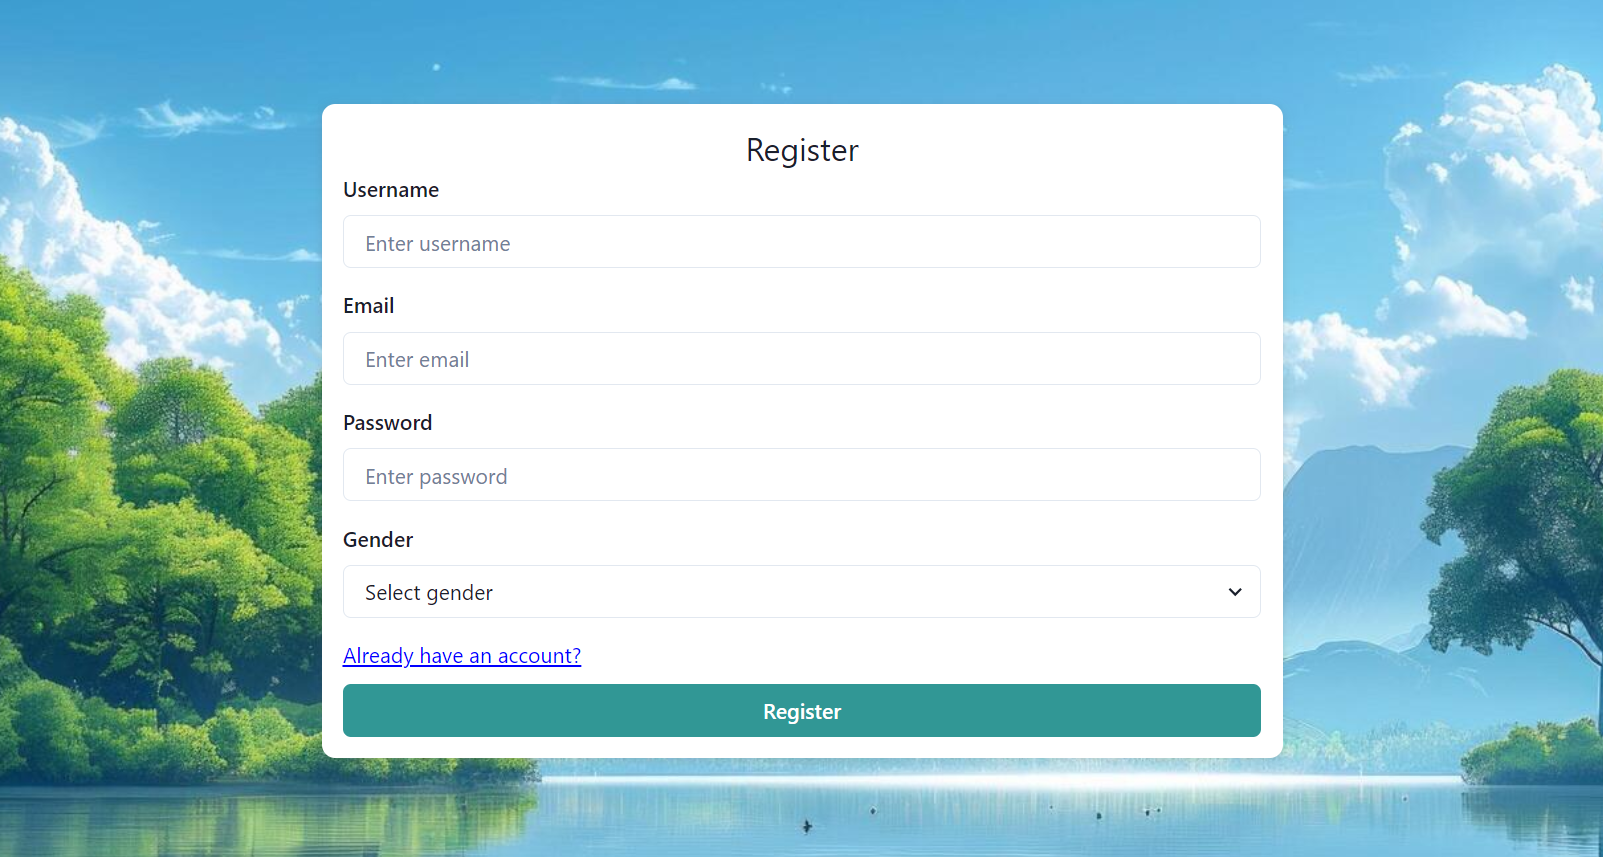 Register
Username
Enter username
Email
Enter email
Password
Enter password
Gender
Select gender
Already have an account?
Register